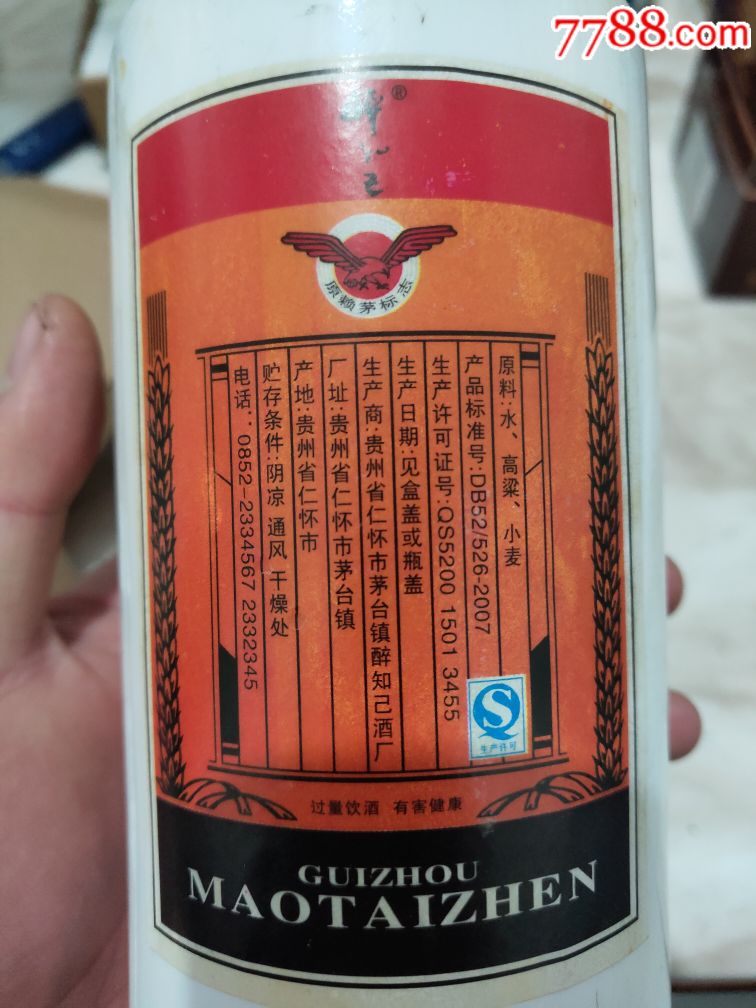 7788.com
®
原赖茅标志
原料:水、高粱、小麦
产品标准号:DB52/526-2007
生产许可证号:QS5200 1501 3455
生产日期:见盒盖或瓶盖
生产商:贵州省仁怀市茅台镇醉知己酒厂
厂址:贵州省仁怀市茅台镇
产地:贵州省仁怀市
贮存条件:阴凉 通风 干燥处
电话:0852-2334567 2332345
生产许可
过量饮酒 有害健康
GUIZHOU
MAOTAIZHEN